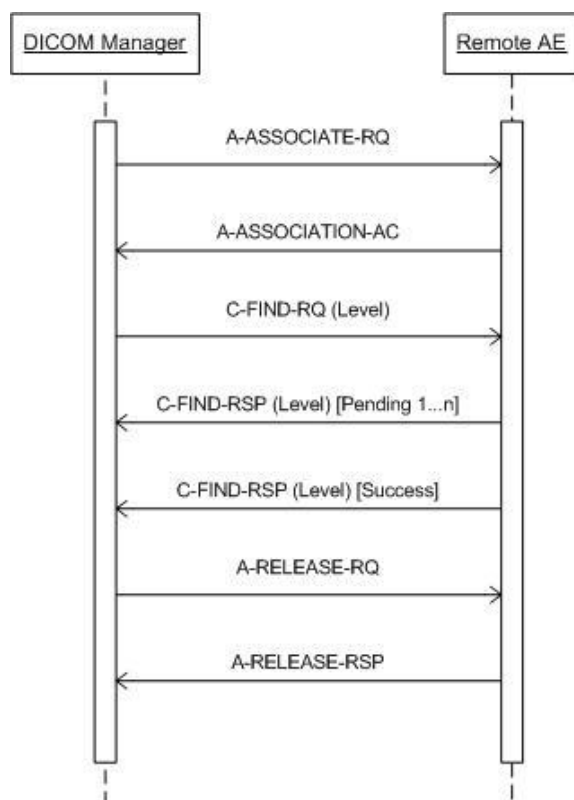 DICOM Manager
Remote AE
A-ASSOCIATE-RQ
A-ASSOCIATION-AC
C-FIND-RQ (Level)
C-FIND-RSP (Level) [Pending 1...n]
C-FIND-RSP (Level) [Success]
A-RELEASE-RQ
A-RELEASE-RSP